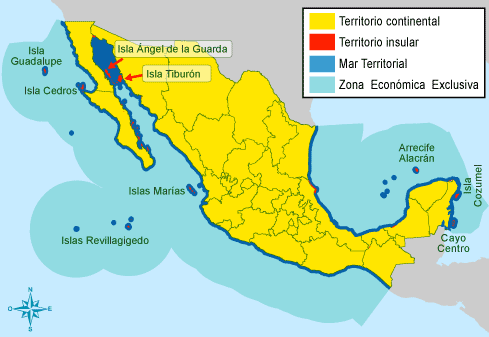 Territorio continental
Territorio insular
Mar Territorial
Zona Económica Exclusiva
Isla
Guadalupe
Isla Ángel de la Guarda
Isla Tiburón
Isla Cedros
Islas Marías
Islas Revillagigedo
Arrecife
Alacrán
Isla
Cozumel
Cayo
Centro
N
O
E
S